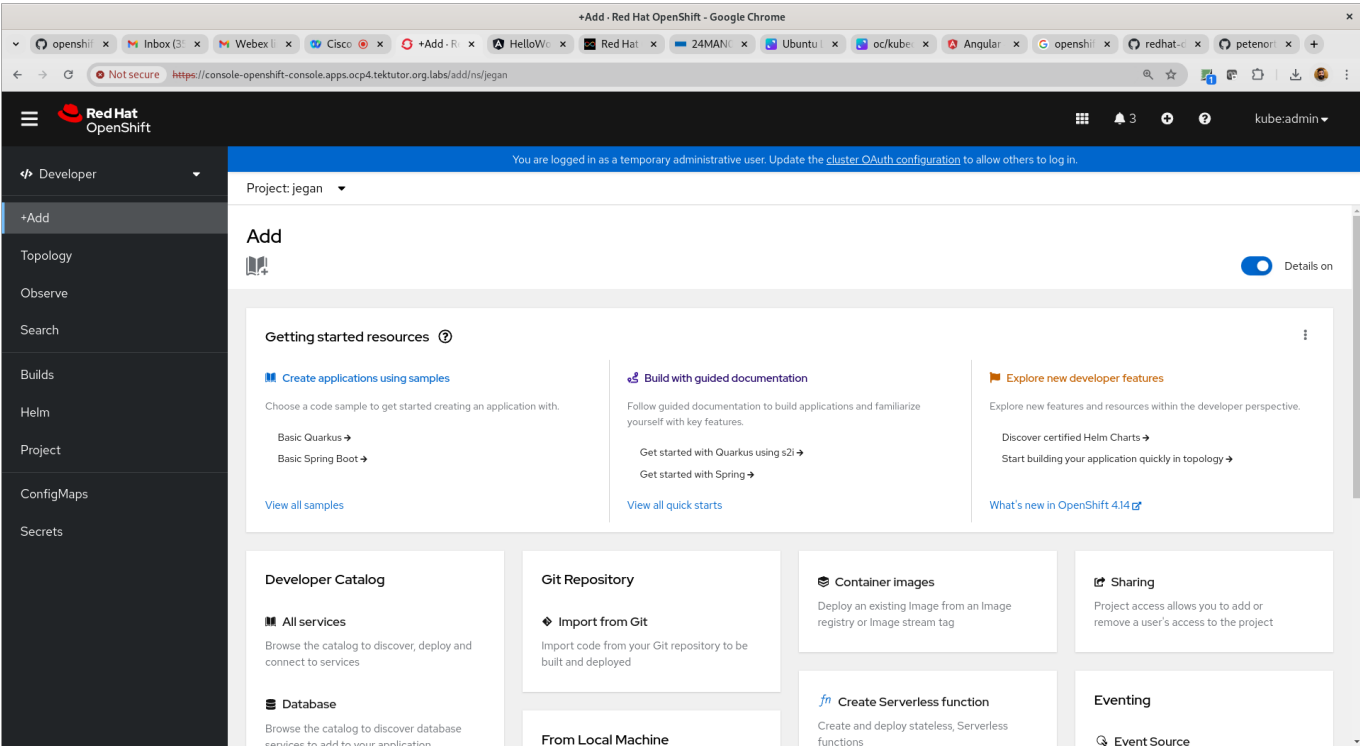 +Add · Red Hat OpenShift - Google Chrome
openshif
Inbox (3
Webex li
Cisco
+Add · R
HelloWo
Red Hat
24MAN
Ubuntu L
oc/kube
Angular
openshif
redhat-d
petenort
Not secure
https://console-openshift-console.apps.ocp4.tektutor.org.labs/add/ns/jegan
Red Hat
OpenShift
3
kube:admin
You are logged in as a temporary administrative user. Update the cluster OAuth configuration to allow others to log in.
Developer
Project: jegan
+Add
Topology
Observe
Search
Builds
Helm
Project
ConfigMaps
Secrets
Add
Details on
Getting started resources
Create applications using samples
Choose a code sample to get started creating an application with.
Basic Quarkus →
Basic Spring Boot →
View all samples
Build with guided documentation
Follow guided documentation to build applications and familiarize
yourself with key features.
Get started with Quarkus using s2i →
Get started with Spring →
View all quick starts
Explore new developer features
Explore new features and resources within the developer perspective.
Discover certified Helm Charts →
Start building your application quickly in topology →
What's new in OpenShift 4.14
Developer Catalog
All services
Browse the catalog to discover, deploy and
connect to services
Database
Browse the catalog to discover database
services to add to your application
Git Repository
Import from Git
Import code from your Git repository to be
built and deployed
From Local Machine
Container images
Deploy an existing Image from an Image
registry or Image stream tag
fn Create Serverless function
Create and deploy stateless, Serverless
functions
Sharing
Project access allows you to add or
remove a user's access to the project
Eventing
Event Source